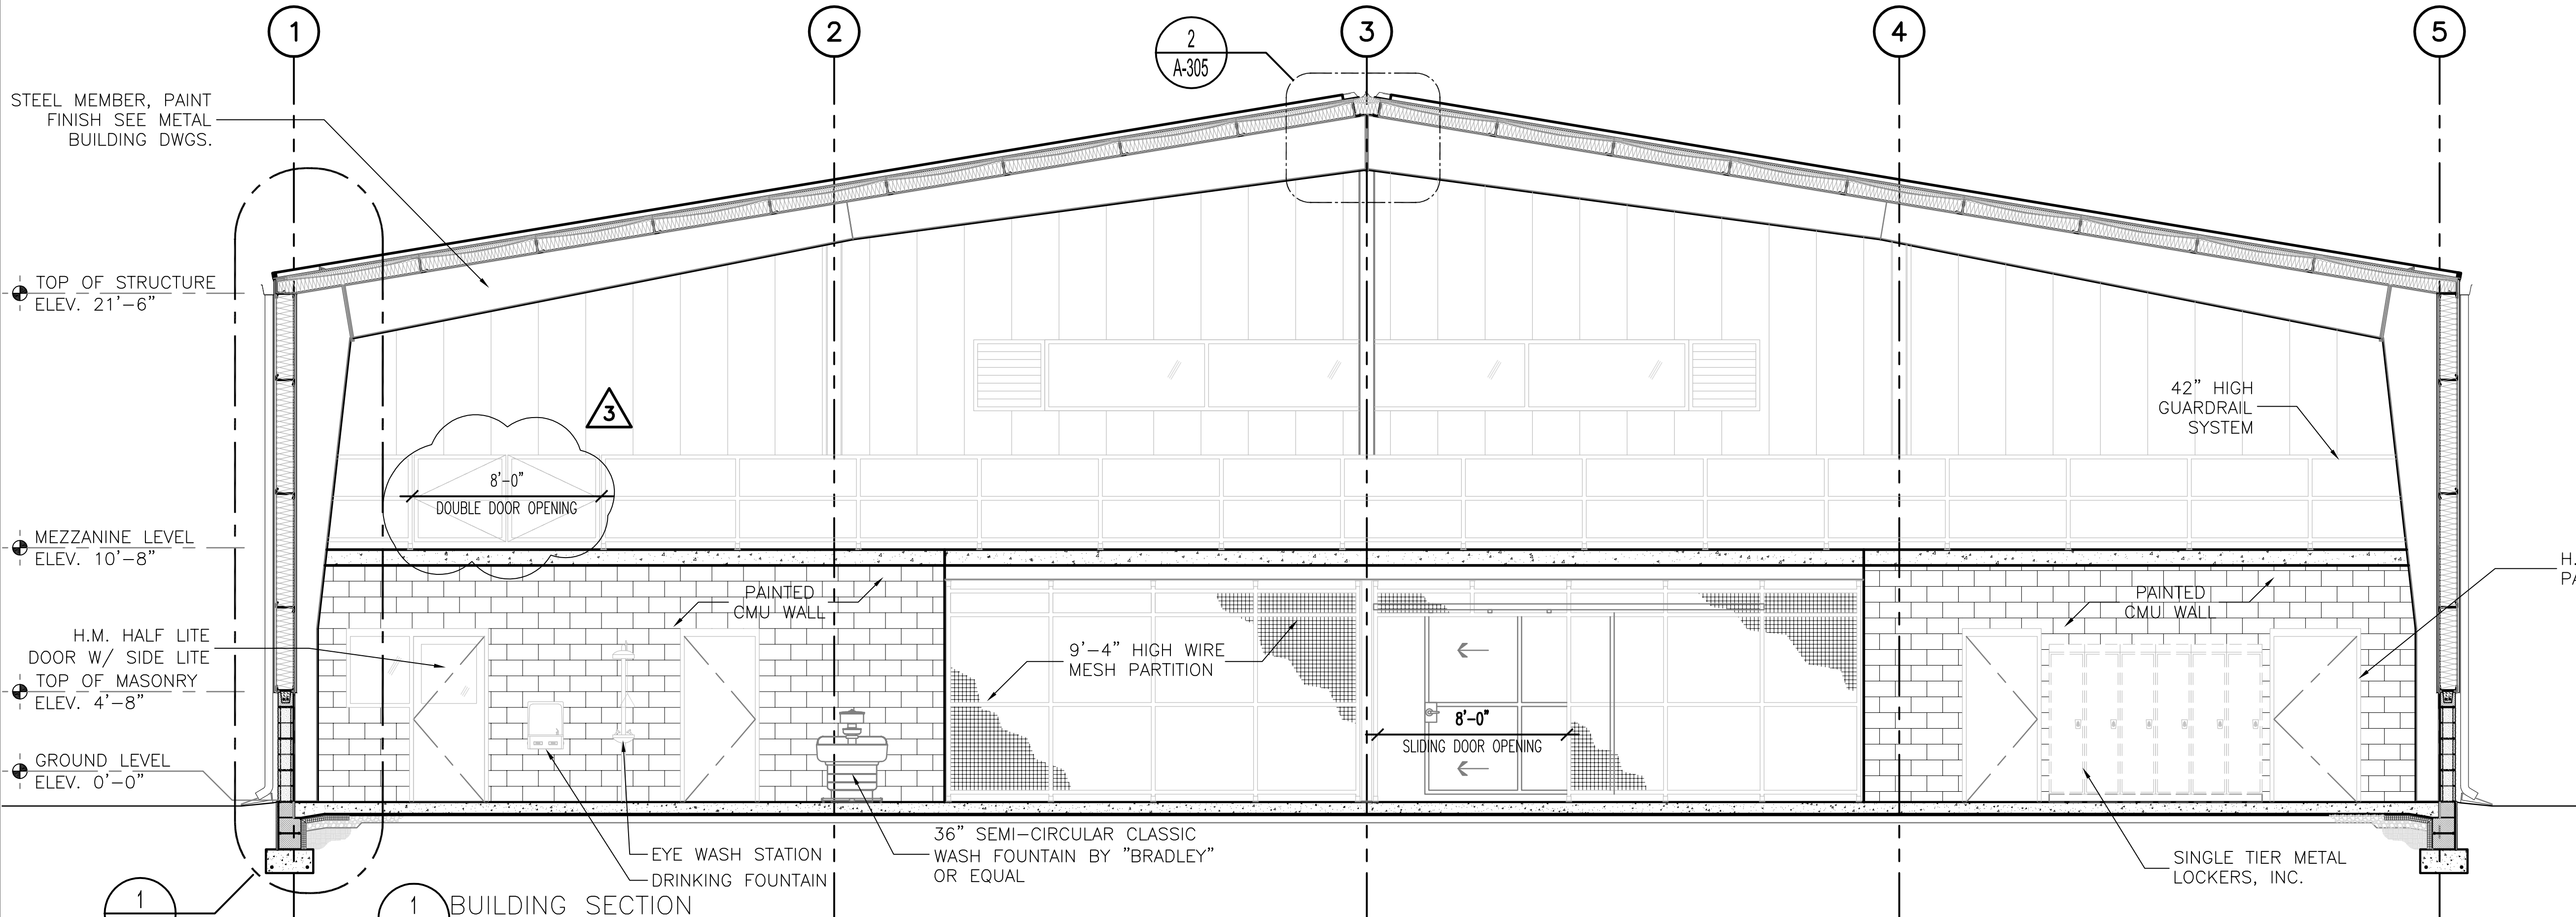 1
2
3
4
5
2
A-305
STEEL MEMBER, PAINT
FINISH SEE METAL
BUILDING DWGS.
TOP OF STRUCTURE
ELEV. 21'-6"
42" HIGH
GUARDRAIL
SYSTEM
3
8'-0"
DOUBLE DOOR OPENING
MEZZANINE LEVEL
ELEV. 10'-8"
H.
PA
PAINTED
CMU WALL
PAINTED
CMU WALL
H.M. HALF LITE
DOOR W/ SIDE LITE
9'-4" HIGH WIRE
MESH PARTITION
TOP OF MASONRY
ELEV. 4'-8"
8'-0"
SLIDING DOOR OPENING
GROUND LEVEL
ELEV. 0'-0"
EYE WASH STATION
DRINKING FOUNTAIN
36" SEMI-CIRCULAR CLASSIC
WASH FOUNTAIN BY "BRADLEY"
OR EQUAL
SINGLE TIER METAL
LOCKERS, INC.
1
1
BUILDING SECTION